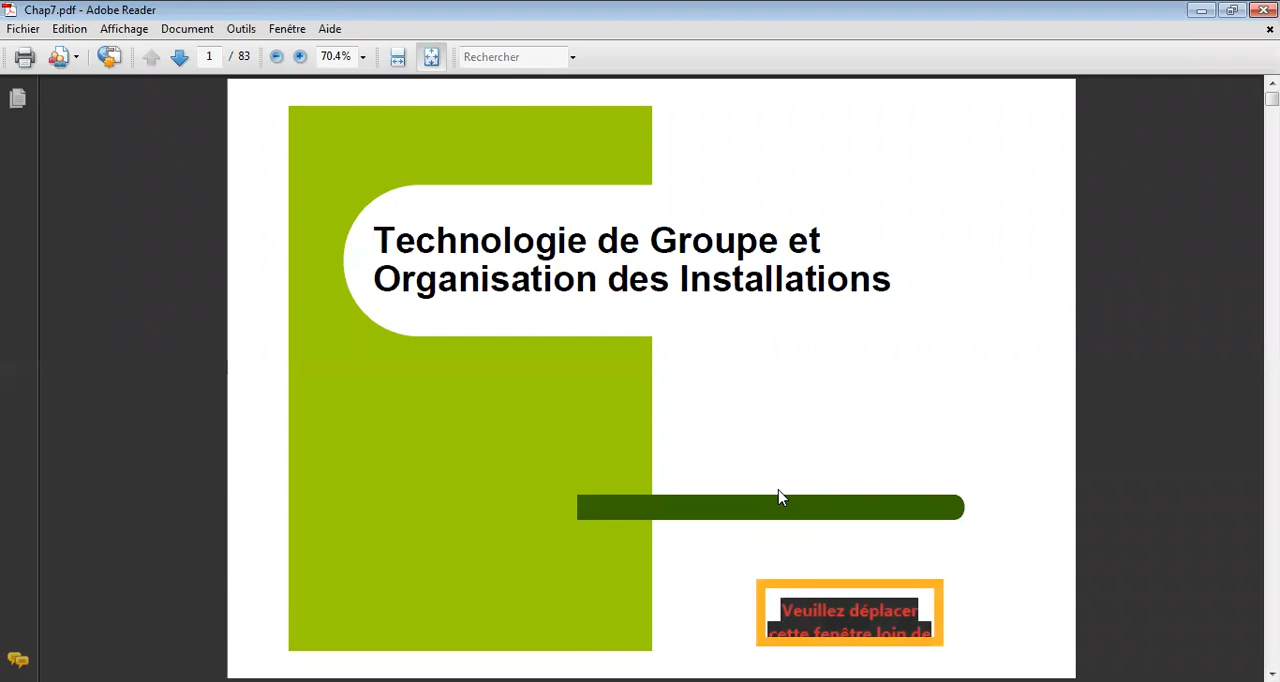 Chap7.pdf - Adobe Reader
Fichier Edition Affichage Document Outils Fenêtre Aide
1 / 83 70.4% Rechercher
Technologie de Groupe et
Organisation des Installations
Veuillez déplacer
cette fenêtre loin de